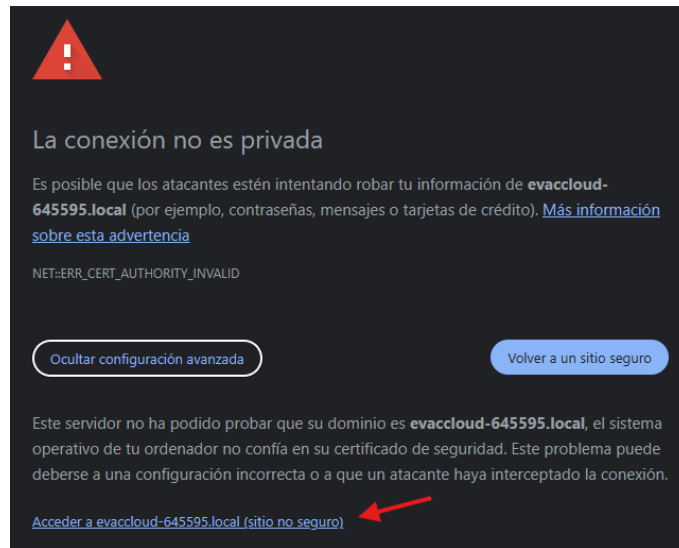 La conexión no es privada
Es posible que los atacantes estén intentando robar tu información de evaccloud-
645595.local (por ejemplo, contraseñas, mensajes o tarjetas de crédito). Más información
sobre esta advertencia
NET::ERR_CERT_AUTHORITY_INVALID
Ocultar configuración avanzada
Volver a un sitio seguro
Este servidor no ha podido probar que su dominio es evaccloud-645595.local, el sistema
operativo de tu ordenador no confía en su certificado de seguridad. Este problema puede
deberse a una configuración incorrecta o a que un atacante haya interceptado la conexión.
Acceder a evaccloud-645595.local (sitio no seguro)